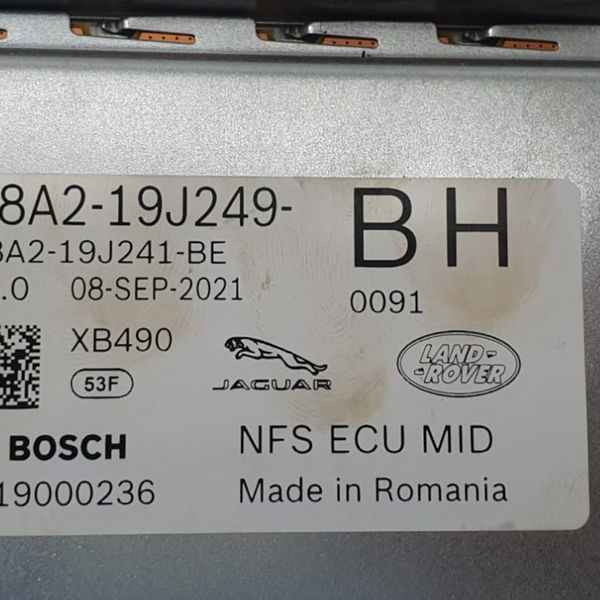 8A2-19J249- BH
8A2-19J241-BE
.0 08-SEP-2021 0091
XB490
53F
JAGUAR
LAND-
-ROVER
BOSCH NFS ECU MID
19000236 Made in Romania